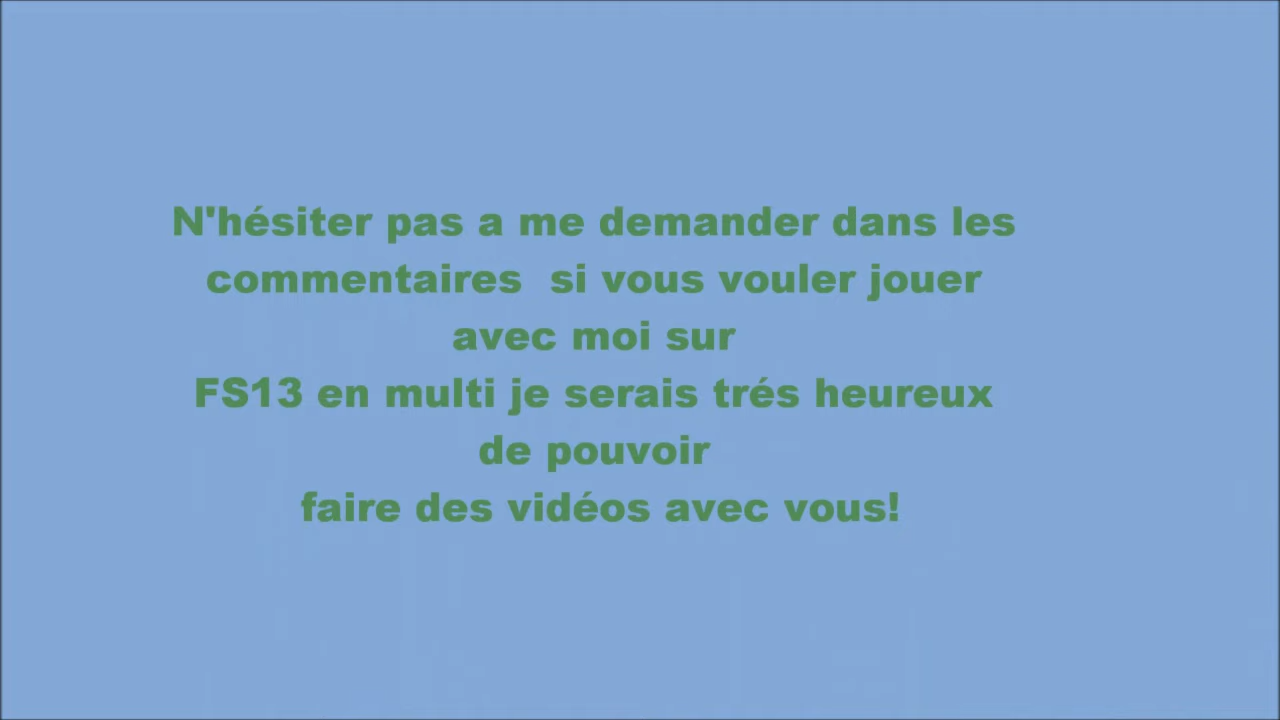 N'hésiter pas a me demander dans les
commentaires  si vous vouler jouer
avec moi sur
FS13 en multi je serais trés heureux
de pouvoir
faire des vidéos avec vous!